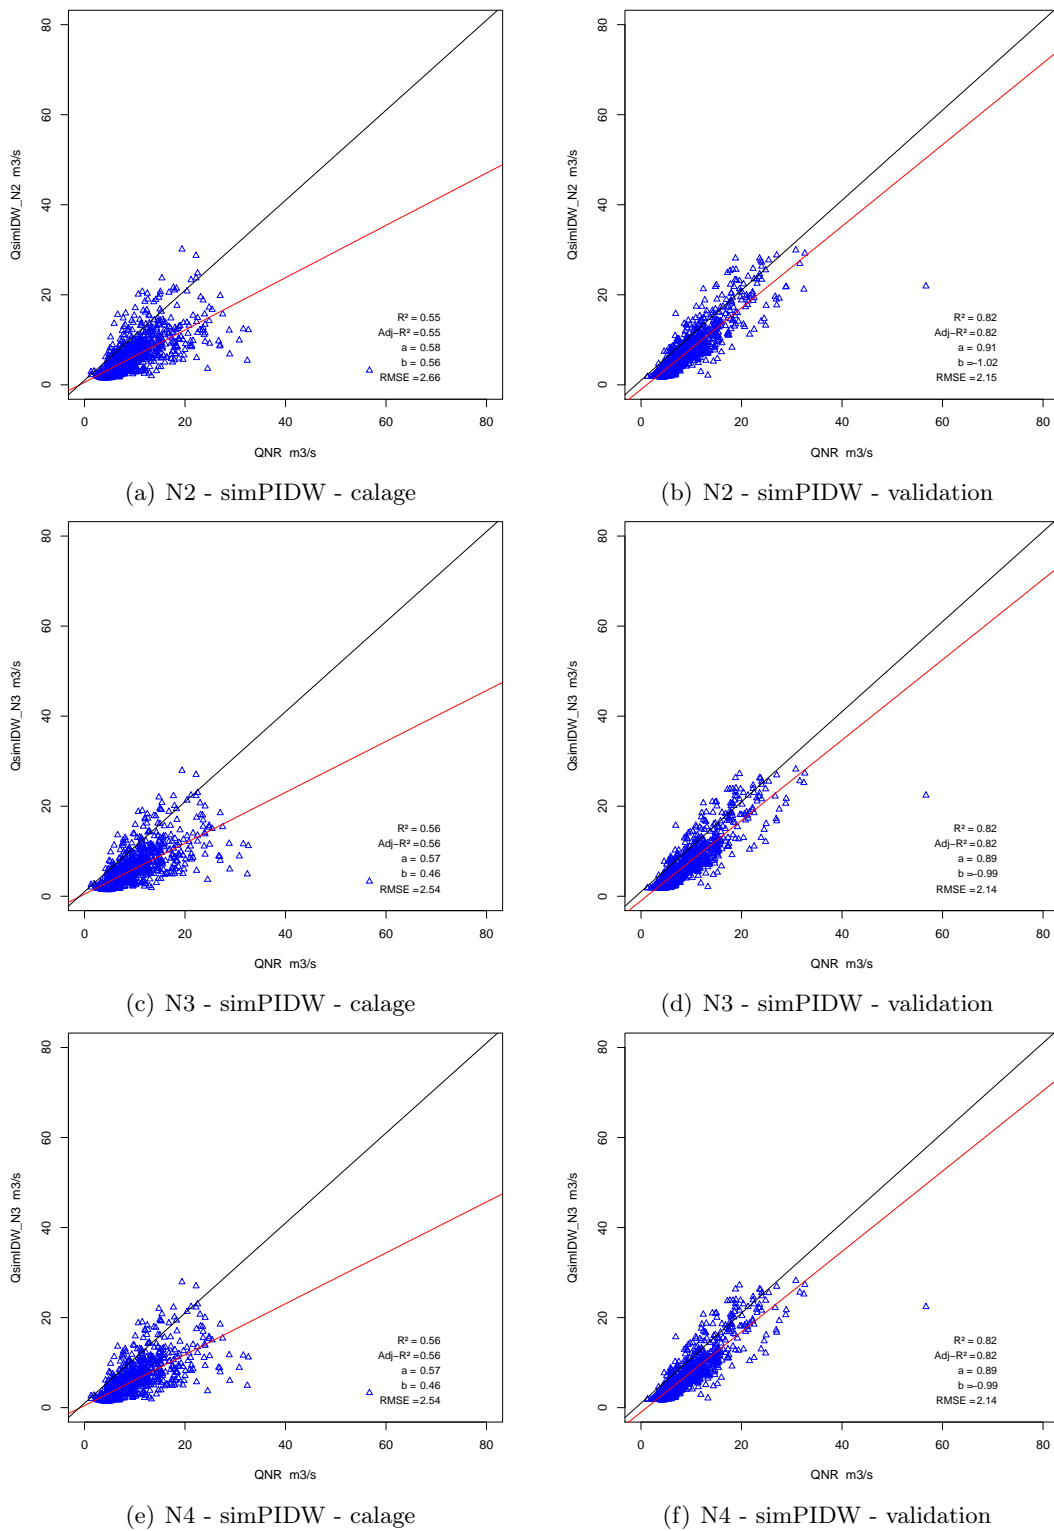 80
60
40
20
0
QsimIDW_N2 m3/s
R² = 0.55
Adj−R² = 0.55
a = 0.58
b = 0.56
RMSE = 2.66
0 20 40 60 80
QNR m3/s
(a) N2 - simPIDW - calage
80
60
40
20
0
QsimIDW_N2 m3/s
R² = 0.82
Adj−R² = 0.82
a = 0.91
b =−1.02
RMSE = 2.15
0 20 40 60 80
QNR m3/s
(b) N2 - simPIDW - validation
80
60
40
20
0
QsimIDW_N3 m3/s
R² = 0.56
Adj−R² = 0.56
a = 0.57
b = 0.46
RMSE = 2.54
0 20 40 60 80
QNR m3/s
(c) N3 - simPIDW - calage
80
60
40
20
0
QsimIDW_N3 m3/s
R² = 0.82
Adj−R² = 0.82
a = 0.89
b =−0.99
RMSE = 2.14
0 20 40 60 80
QNR m3/s
(d) N3 - simPIDW - validation
80
60
40
20
0
QsimIDW_N3 m3/s
R² = 0.56
Adj−R² = 0.56
a = 0.57
b = 0.46
RMSE = 2.54
0 20 40 60 80
QNR m3/s
(e) N4 - simPIDW - calage
80
60
40
20
0
QsimIDW_N3 m3/s
R² = 0.82
Adj−R² = 0.82
a = 0.89
b =−0.99
RMSE = 2.14
0 20 40 60 80
QNR m3/s
(f) N4 - simPIDW - validation